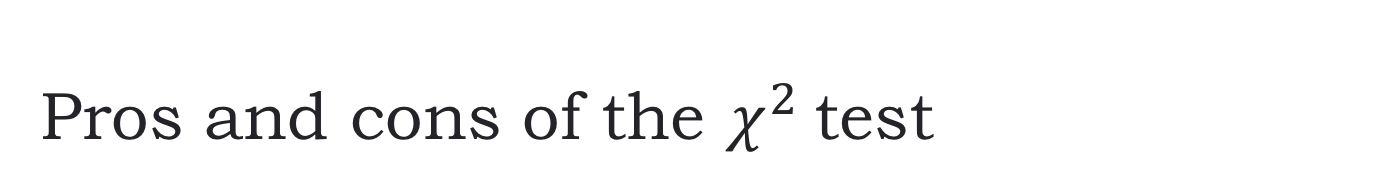 Pros and cons of the χ² test